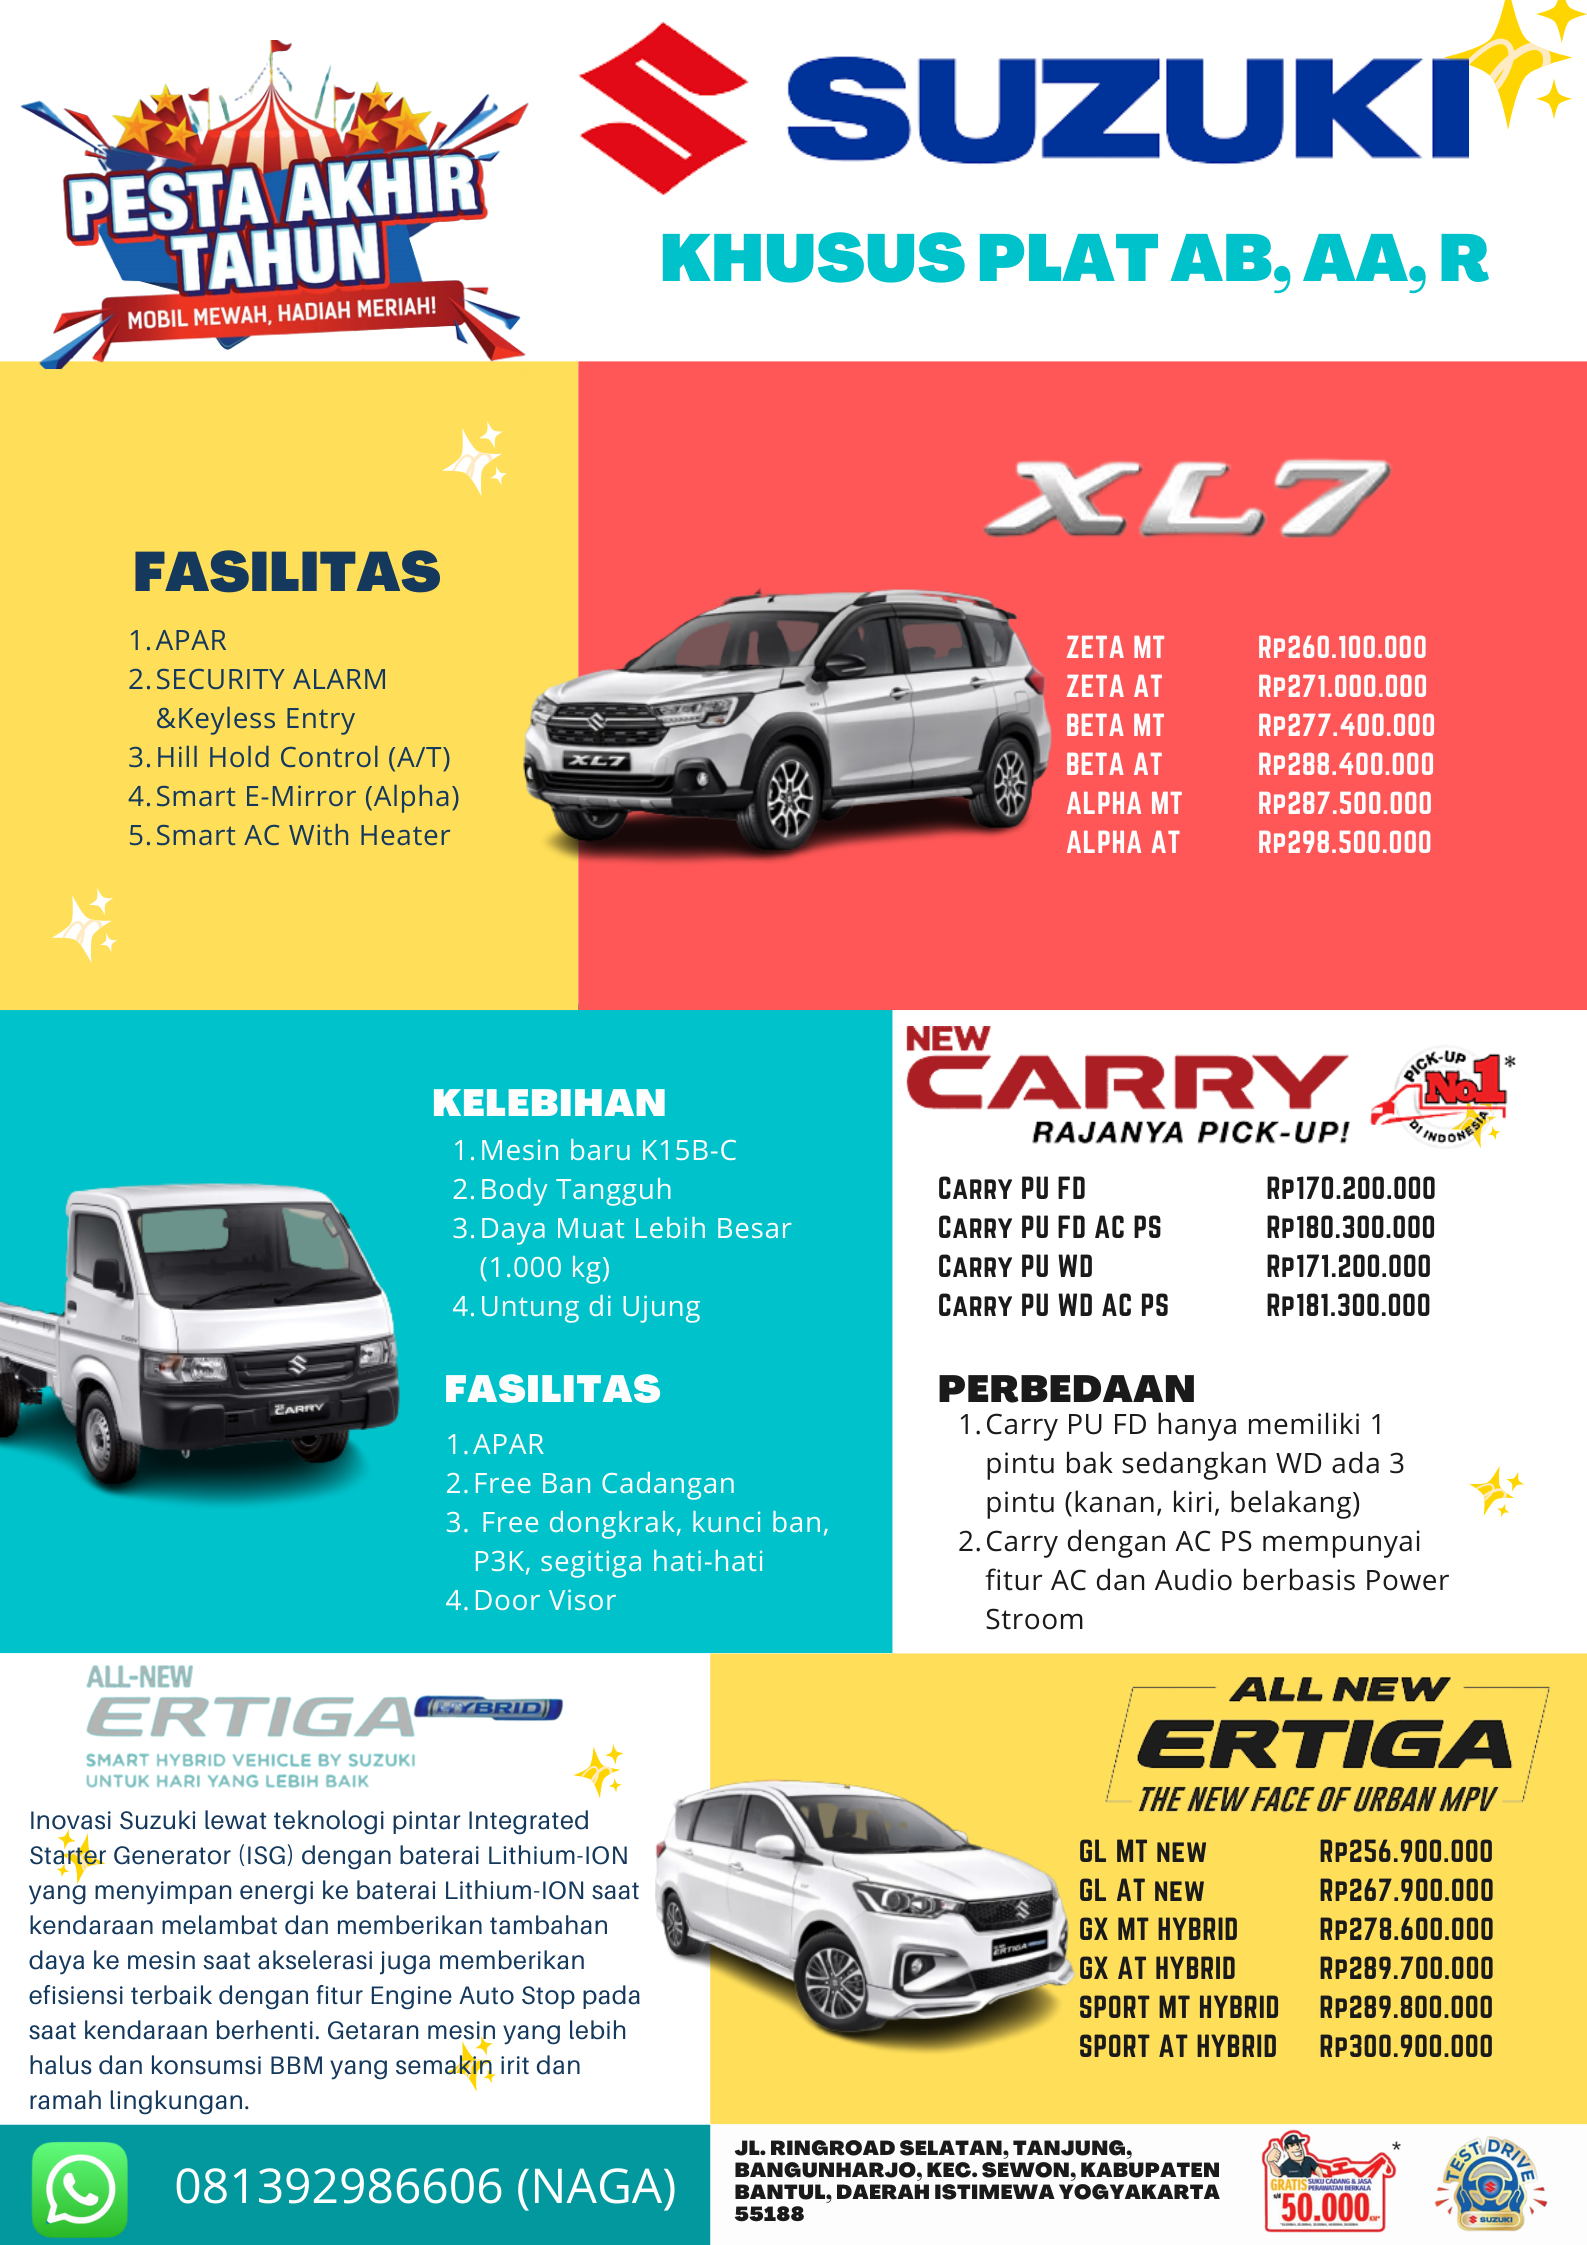 PESTA AKHIR
TAHUN
MOBIL MEWAH, HADIAH MERIAH!
SUZUKI
KHUSUS PLAT AB, AA, R
XL7
FASILITAS
1. APAR
2. SECURITY ALARM
&Keyless Entry
3. Hill Hold Control (A/T)
4. Smart E-Mirror (Alpha)
5. Smart AC With Heater
XL7
ZETA MT Rp260.100.000
ZETA AT Rp271.000.000
BETA MT Rp277.400.000
BETA AT Rp288.400.000
ALPHA MT Rp287.500.000
ALPHA AT Rp298.500.000
KELEBIHAN
1. Mesin baru K15B-C
2. Body Tangguh
3. Daya Muat Lebih Besar
(1.000 kg)
4. Untung di Ujung
CARRY
FASILITAS
1. APAR
2. Free Ban Cadangan
3. Free dongkrak, kunci ban,
P3K, segitiga hati-hati
4. Door Visor
NEW
CARRY
RAJANYA PICK-UP!
PICK-UP
No.1*
DI INDONESIA
Carry PU FD Rp170.200.000
Carry PU FD AC PS Rp180.300.000
Carry PU WD Rp171.200.000
Carry PU WD AC PS Rp181.300.000
PERBEDAAN
1. Carry PU FD hanya memiliki 1
pintu bak sedangkan WD ada 3
pintu (kanan, kiri, belakang)
2. Carry dengan AC PS mempunyai
fitur AC dan Audio berbasis Power
Stroom
ALL-NEW
ERTIGA HYBRID
SMART HYBRID VEHICLE BY SUZUKI
UNTUK HARI YANG LEBIH BAIK
Inovasi Suzuki lewat teknologi pintar Integrated
Starter Generator (ISG) dengan baterai Lithium-ION
yang menyimpan energi ke baterai Lithium-ION saat
kendaraan melambat dan memberikan tambahan
daya ke mesin saat akselerasi juga memberikan
efisiensi terbaik dengan fitur Engine Auto Stop pada
saat kendaraan berhenti. Getaran mesin yang lebih
halus dan konsumsi BBM yang semakin irit dan
ramah lingkungan.
ALL NEW
ERTIGA
THE NEW FACE OF URBAN MPV
ERTIGA
GL MT new Rp256.900.000
GL AT new Rp267.900.000
GX MT HYBRID Rp278.600.000
GX AT HYBRID Rp289.700.000
SPORT MT HYBRID Rp289.800.000
SPORT AT HYBRID Rp300.900.000
081392986606 (NAGA)
JL. RINGROAD SELATAN, TANJUNG,
BANGUNHARJO, KEC. SEWON, KABUPATEN
BANTUL, DAERAH ISTIMEWA YOGYAKARTA
55188
GRATIS SUKU CADANG & JASA
PERAWATAN BERKALA
50.000
*
TEST DRIVE
SUZUKI